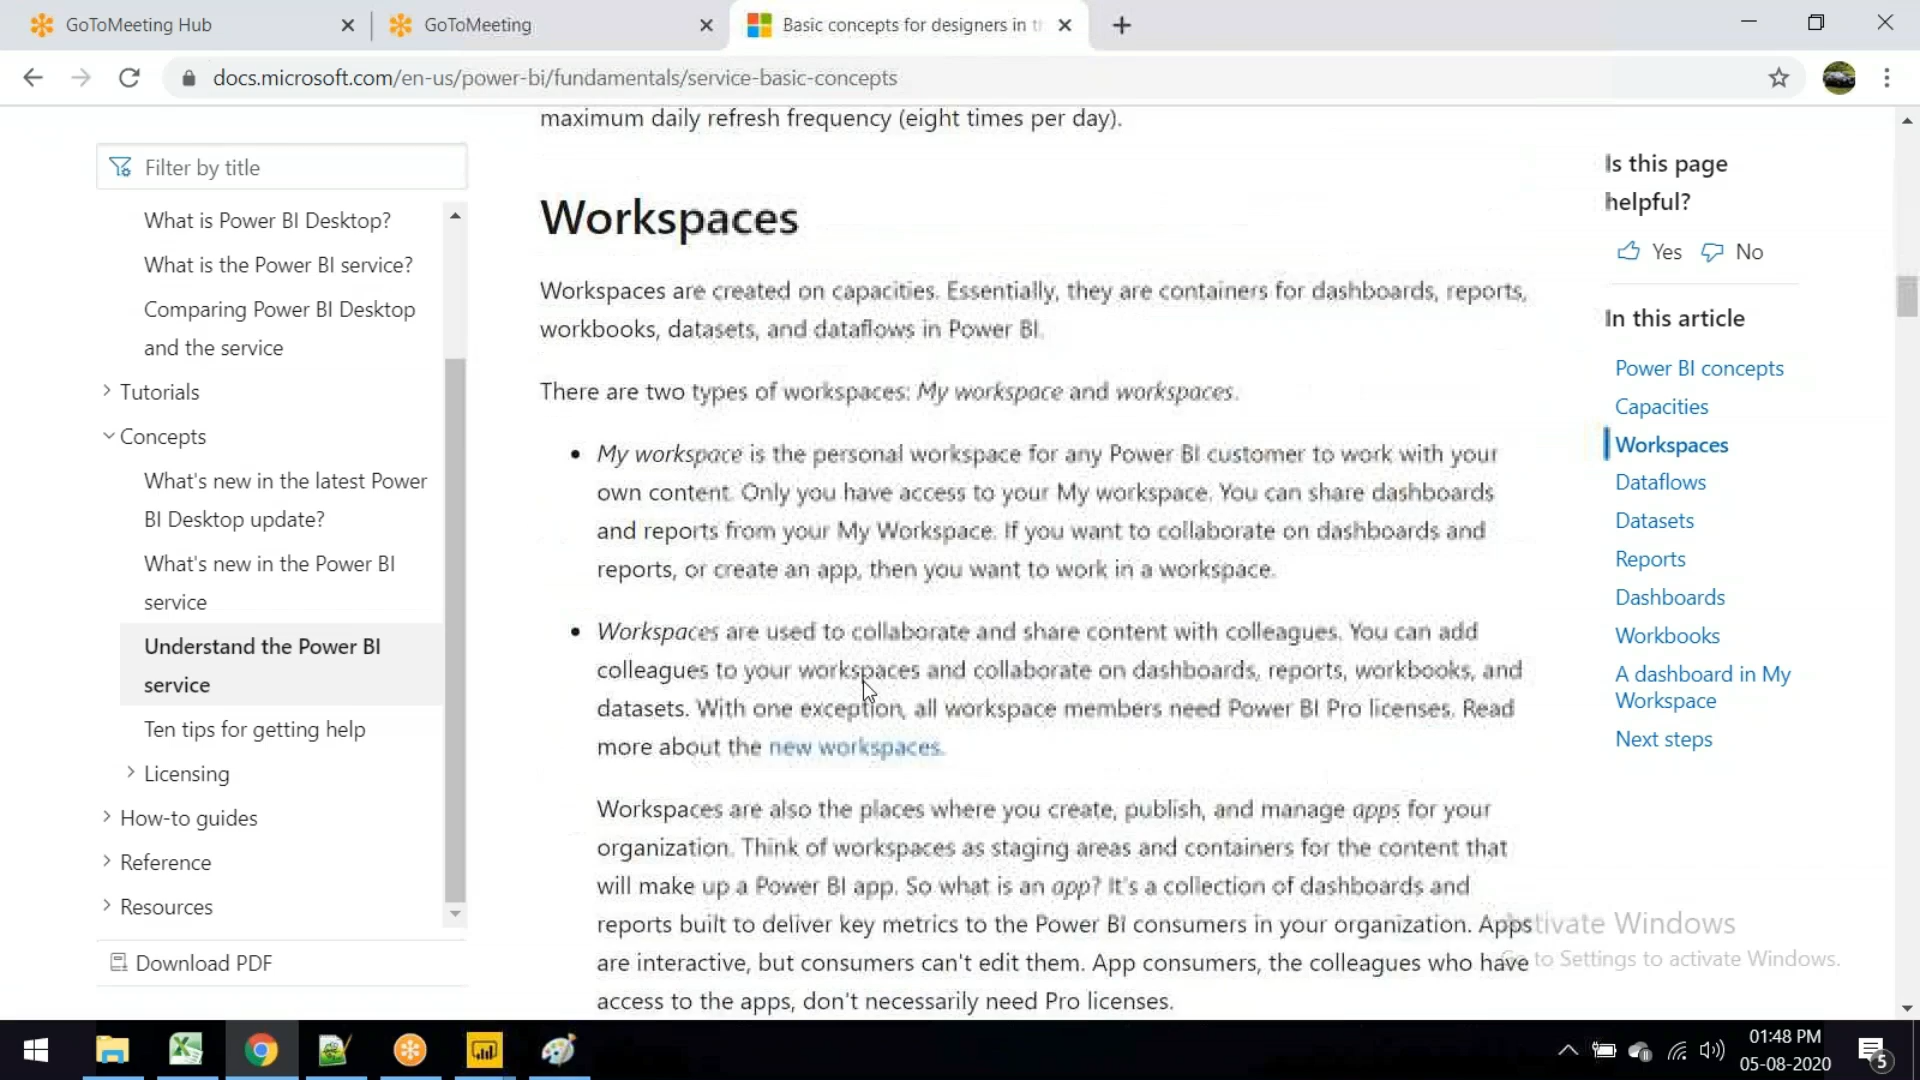 GoToMeeting Hub
GoToMeeting
Basic concepts for designers in th
docs.microsoft.com/en-us/power-bi/fundamentals/service-basic-concepts
Filter by title
What is Power BI Desktop?
What is the Power BI service?
Comparing Power BI Desktop
and the service
Tutorials
Concepts
What's new in the latest Power
BI Desktop update?
What's new in the Power BI
service
Understand the Power BI
service
Ten tips for getting help
Licensing
How-to guides
Reference
Resources
Download PDF
maximum daily refresh frequency (eight times per day).
Workspaces
Workspaces are created on capacities. Essentially, they are containers for dashboards, reports,
workbooks, datasets, and dataflows in Power BI.
There are two types of workspaces: My workspace and workspaces.
• My workspace is the personal workspace for any Power BI customer to work with your
own content. Only you have access to your My workspace. You can share dashboards
and reports from your My Workspace. If you want to collaborate on dashboards and
reports, or create an app, then you want to work in a workspace.
• Workspaces are used to collaborate and share content with colleagues. You can add
colleagues to your workspaces and collaborate on dashboards, reports, workbooks, and
datasets. With one exception, all workspace members need Power BI Pro licenses. Read
more about the new workspaces.
Workspaces are also the places where you create, publish, and manage apps for your
organization. Think of workspaces as staging areas and containers for the content that
will make up a Power BI app. So what is an app? It's a collection of dashboards and
reports built to deliver key metrics to the Power BI consumers in your organization. Apps
are interactive, but consumers can't edit them. App consumers, the colleagues who have
access to the apps, don't necessarily need Pro licenses.
Is this page
helpful?
Yes No
In this article
Power BI concepts
Capacities
Workspaces
Dataflows
Datasets
Reports
Dashboards
Workbooks
A dashboard in My
Workspace
Next steps
Activate Windows
Go to Settings to activate Windows.
01:48 PM
05-08-2020
5